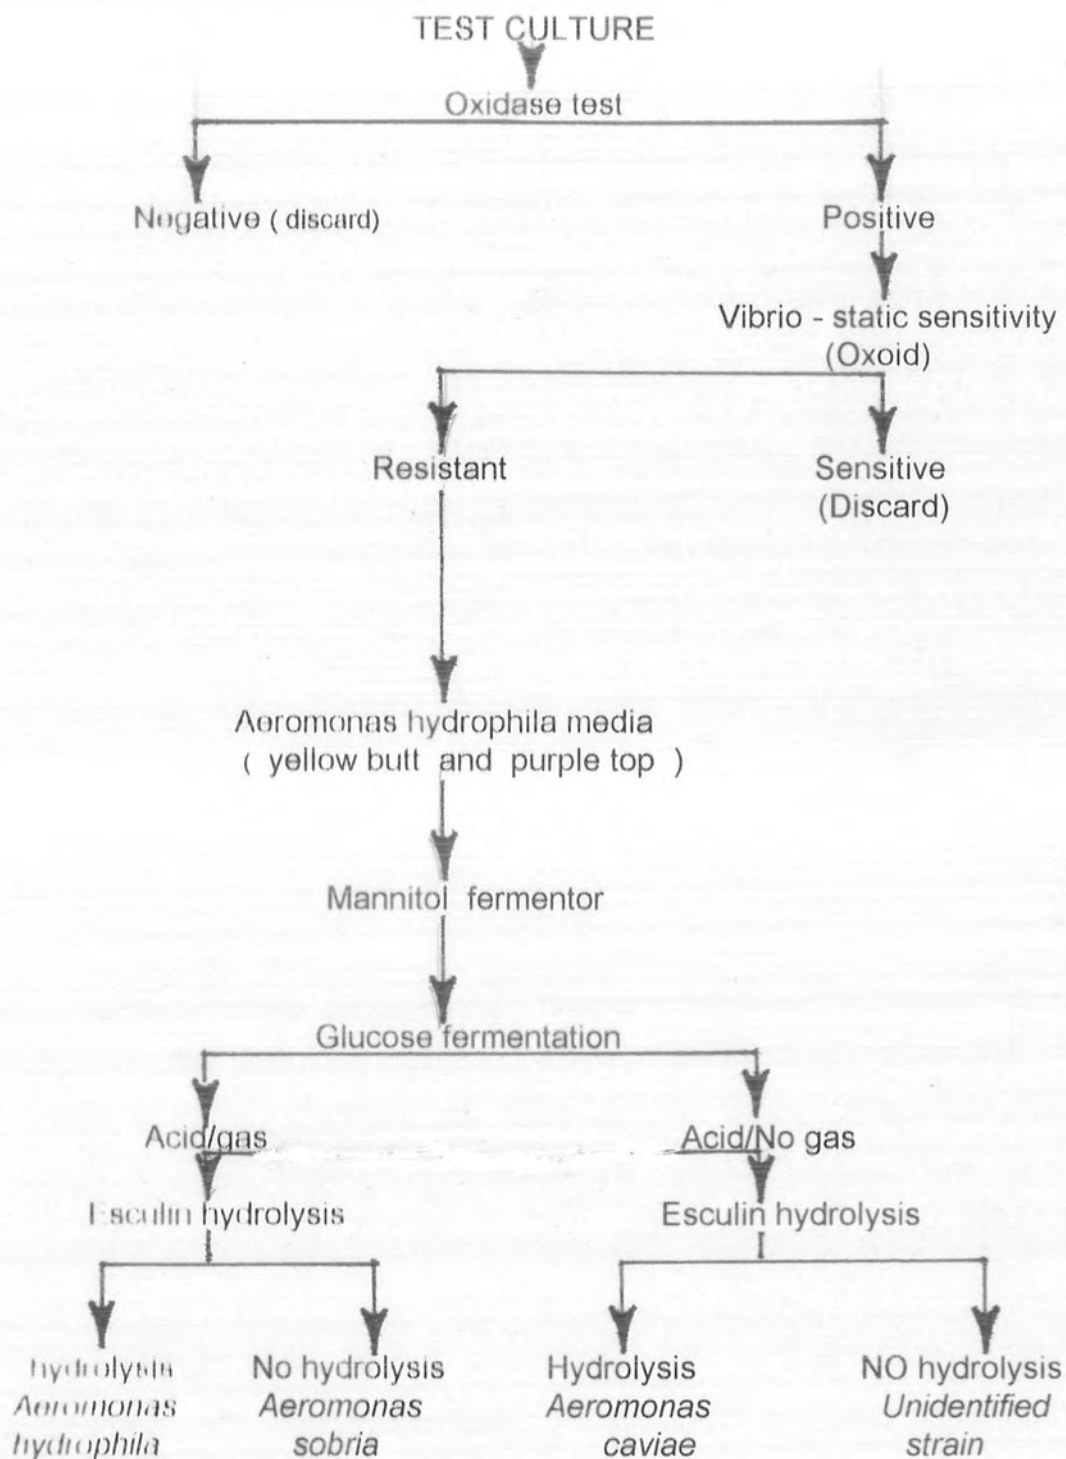 TEST CULTURE
Oxidase test
Negative ( discard)
Positive
Vibrio - static sensitivity
(Oxoid)
Resistant
Sensitive
(Discard)
Aeromonas hydrophila media
( yellow butt and purple top )
Mannitol fermentor
Glucose fermentation
Acid/gas
Acid/No gas
Esculin hydrolysis
Esculin hydrolysis
hydrolysis
Aeromonas
hydrophila
No hydrolysis
Aeromonas
sobria
Hydrolysis
Aeromonas
caviae
NO hydrolysis
Unidentified
strain